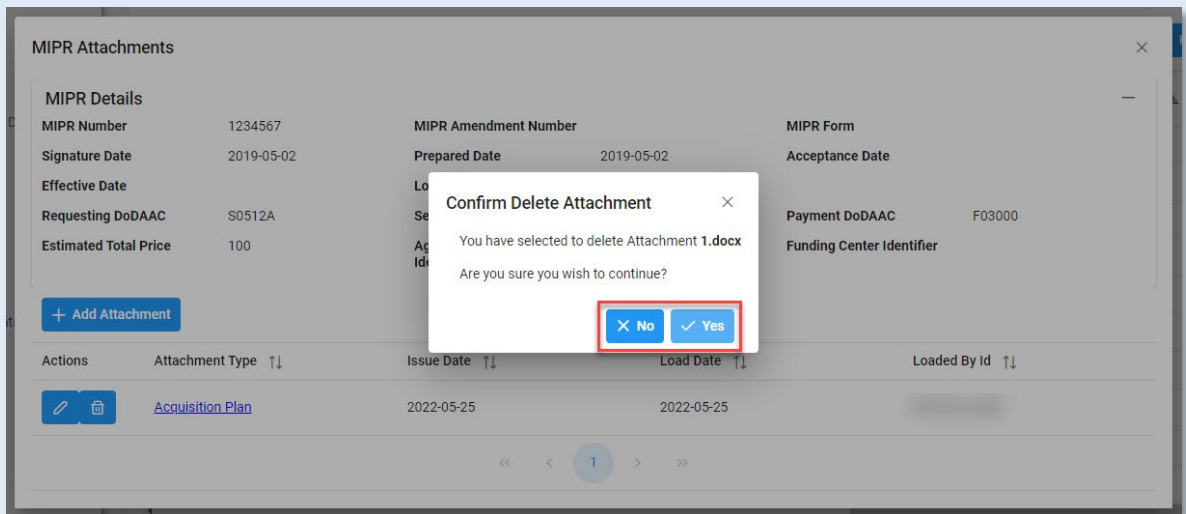 MIPR Attachments
MIPR Details
MIPR Number 1234567 MIPR Amendment Number MIPR Form
Signature Date 2019-05-02 Prepared Date 2019-05-02 Acceptance Date
Effective Date Lo
Requesting DoDAAC S0512A Se Payment DoDAAC F03000
Estimated Total Price 100 Ag Funding Center Identifier
Ide
Confirm Delete Attachment
You have selected to delete Attachment 1.docx
Are you sure you wish to continue?
No Yes
+ Add Attachment
Actions Attachment Type Issue Date Load Date Loaded By Id
Acquisition Plan 2022-05-25 2022-05-25
<< < 1 > >>